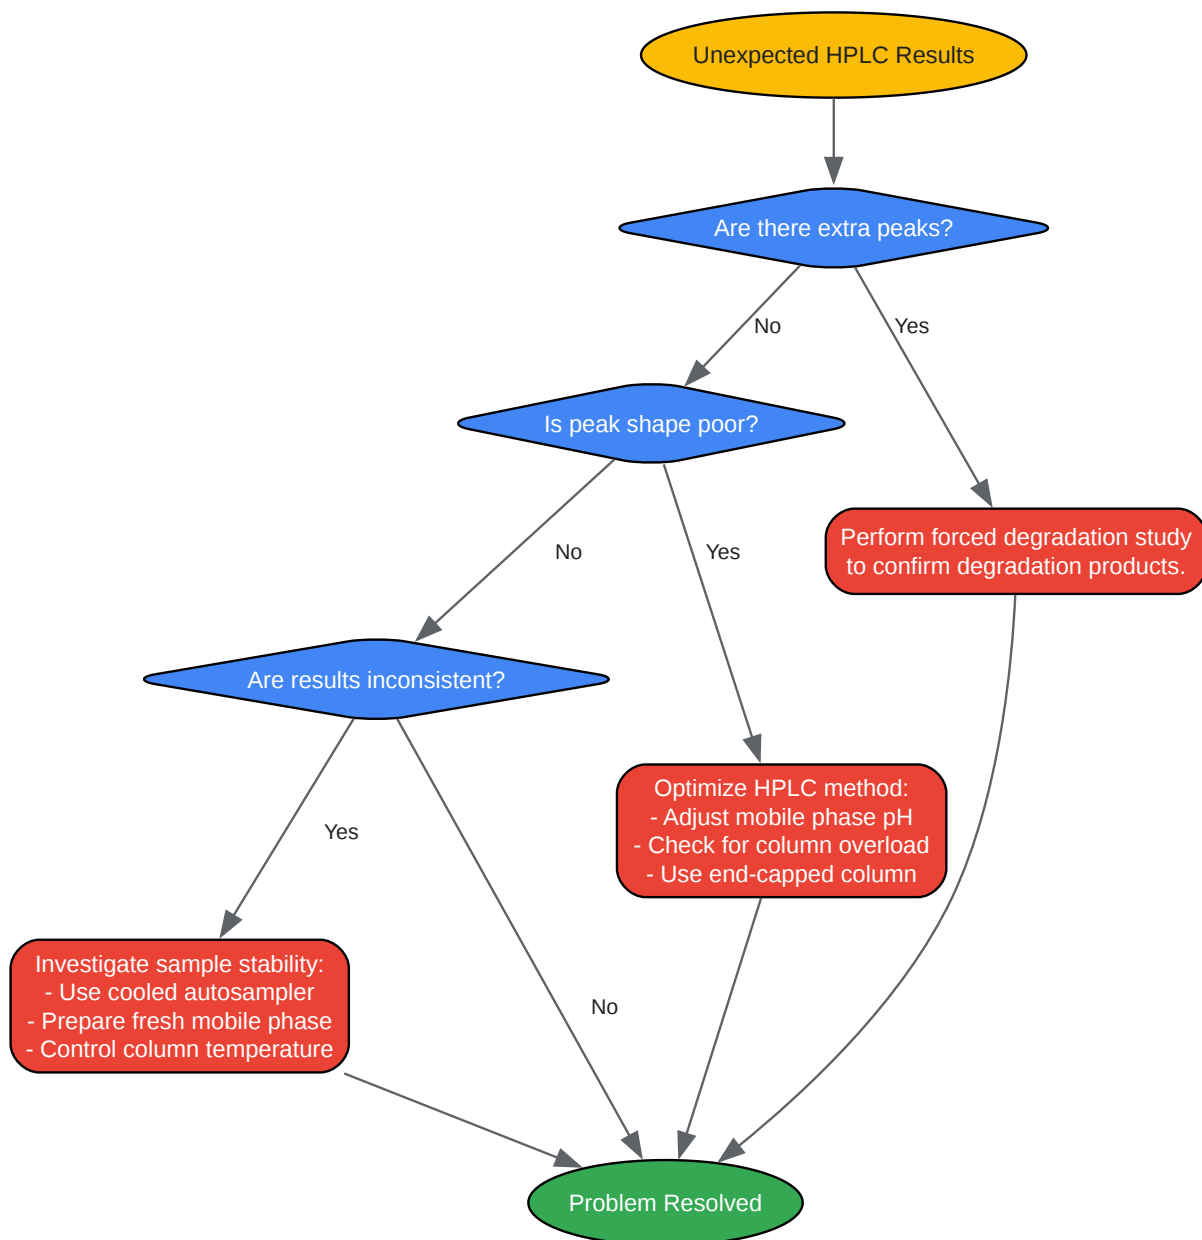 Unexpected HPLC Results
Are there extra peaks?
No
Yes
Is peak shape poor?
No
Yes
Perform forced degradation study
to confirm degradation products.
Are results inconsistent?
Yes
No
Optimize HPLC method:
- Adjust mobile phase pH
- Check for column overload
- Use end-capped column
Investigate sample stability:
- Use cooled autosampler
- Prepare fresh mobile phase
- Control column temperature
Problem Resolved